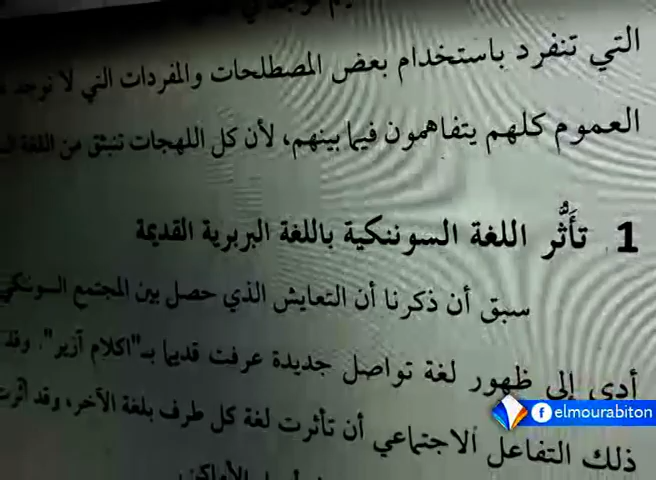 التي تنفرد باستخدام بعض المصطلحات والمفردات التي لا توجد
العموم كلهم يتفاهمون فيما بينهم، لأن كل اللهجات تنبثق من اللغة
1 تأثُّر اللغة السوننكية باللغة البربرية القديمة
سبق أن ذكرنا أن التعايش الذي حصل بين المجتمع السوننكي
أدى إلى ظهور لغة تواصل جديدة عرفت قديما بـ"اكلام آزير". وقد
ذلك التفاعل الاجتماعي أن تأثرت لغة كل طرف بلغة الآخر، وقد أثرت
elmourabiton